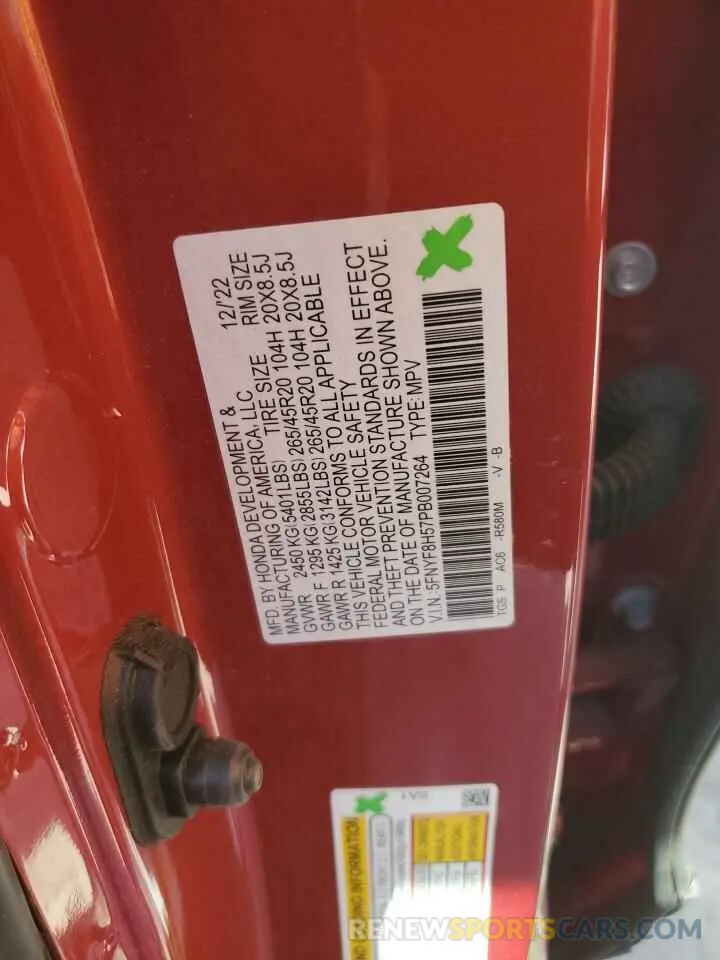 MFD. BY HONDA DEVELOPMENT & 12/'22
MANUFACTURING OF AMERICA, LLC
TIRE SIZE RIM SIZE
GVWR 2450 KG(5401LBS) 265/45R20 104H 20X8.5J
GAWR F 1295 KG(2855LBS) 265/45R20 104H 20X8.5J
GAWR R 1425 KG(3142LBS)
THIS VEHICLE CONFORMS TO ALL APPLICABLE
FEDERAL MOTOR VEHICLE SAFETY
AND THEFT PREVENTION STANDARDS IN EFFECT
ON THE DATE OF MANUFACTURE SHOWN ABOVE.
V.I.N.: 5FNYF8H57PB007264 TYPE: MPV
TGS P AC6 -R580M -V -B
INFORMATION
RENEWSPORTSCARS.COM